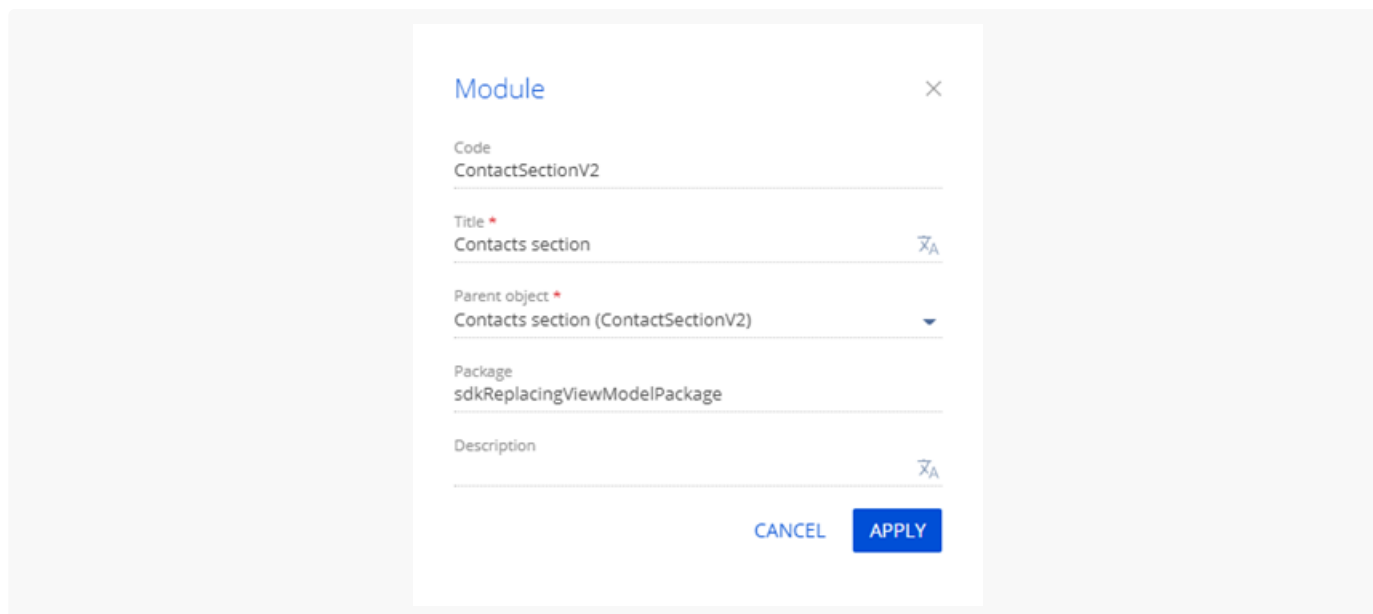 Module
Code
ContactSectionV2
Title *
Contacts section
Parent object *
Contacts section (ContactSectionV2)
Package
sdkReplacingViewModelPackage
Description
CANCEL APPLY